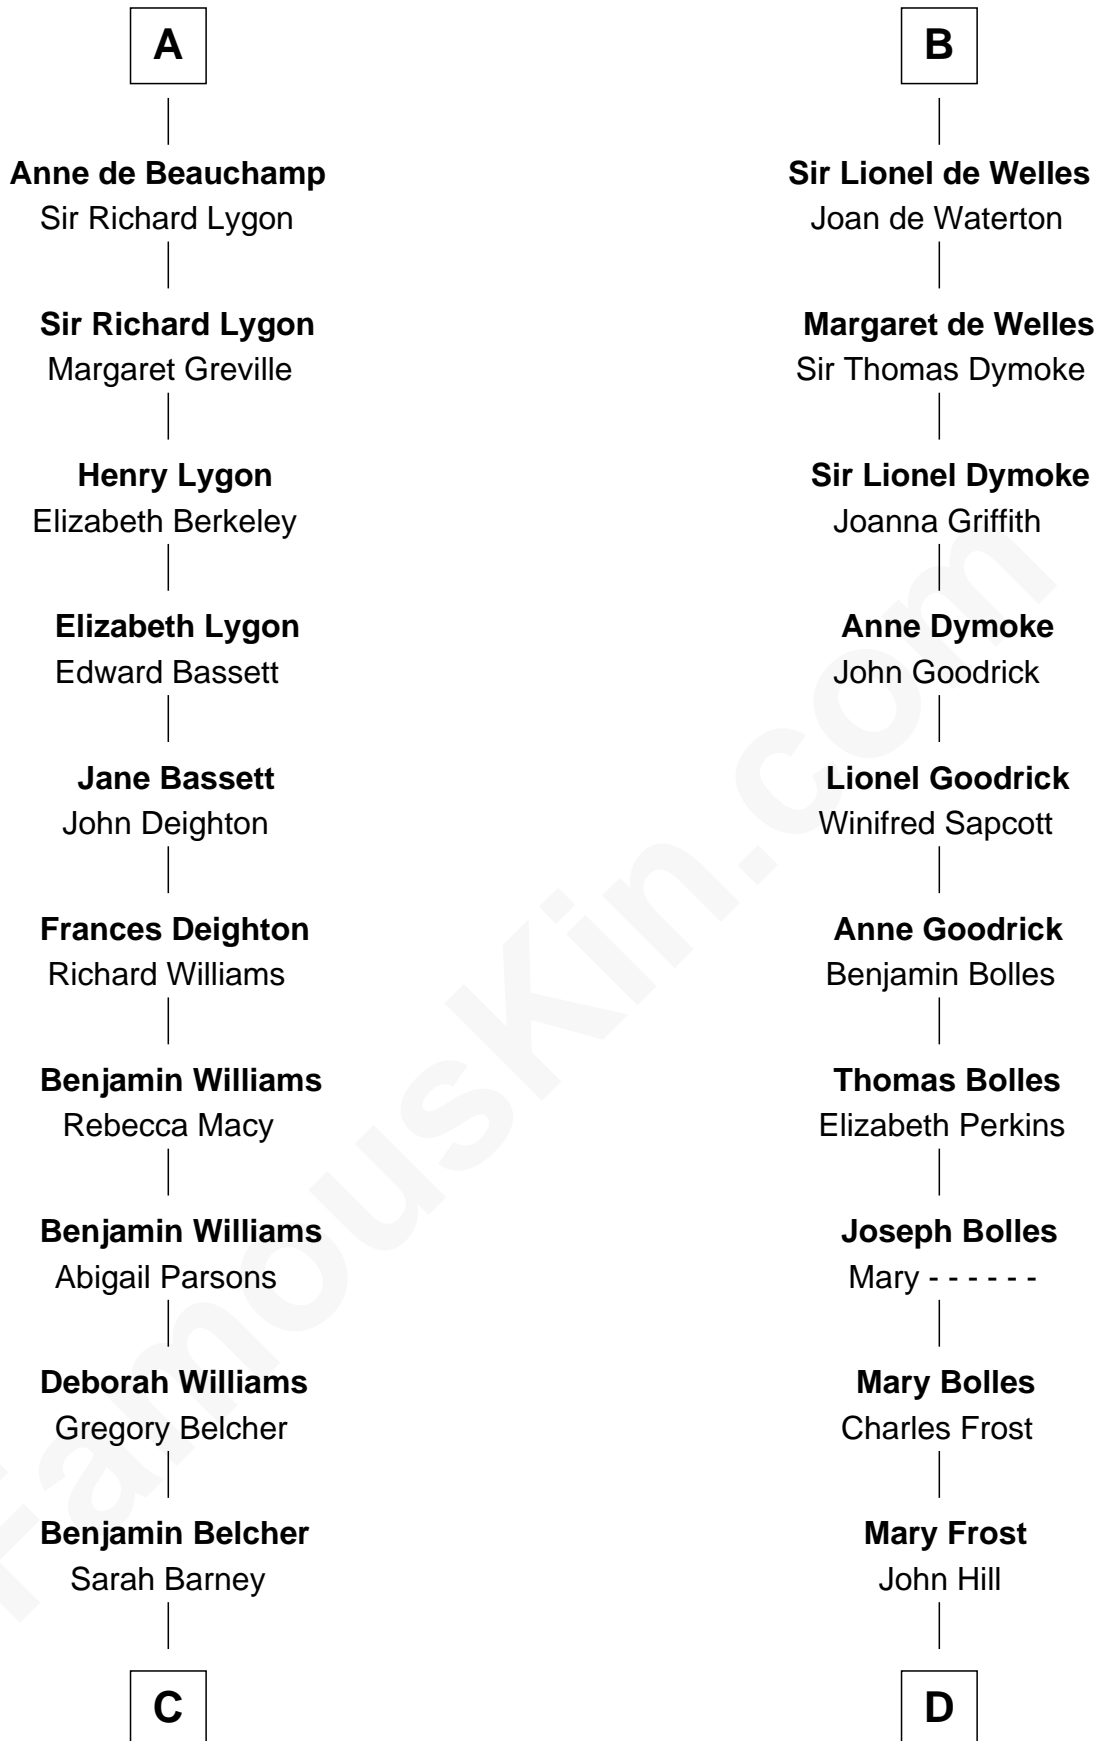 A
Anne de Beauchamp
Sir Richard Lygon
Sir Richard Lygon
Margaret Greville
Henry Lygon
Elizabeth Berkeley
Elizabeth Lygon
Edward Bassett
Jane Bassett
John Deighton
Frances Deighton
Richard Williams
Benjamin Williams
Rebecca Macy
Benjamin Williams
Abigail Parsons
Deborah Williams
Gregory Belcher
Benjamin Belcher
Sarah Barney
C
B
Sir Lionel de Welles
Joan de Waterton
Margaret de Welles
Sir Thomas Dymoke
Sir Lionel Dymoke
Joanna Griffith
Anne Dymoke
John Goodrick
Lionel Goodrick
Winifred Sapcott
Anne Goodrick
Benjamin Bolles
Thomas Bolles
Elizabeth Perkins
Joseph Bolles
Mary - - - - - -
Mary Bolles
Charles Frost
Mary Frost
John Hill
D
FamousKin.com